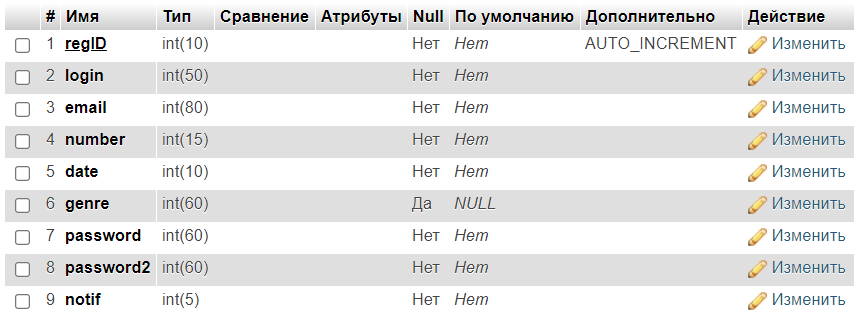 # Имя Тип Сравнение Атрибуты Null По умолчанию Дополнительно Действие
1 regID int(10) Нет Нет AUTO_INCREMENT Изменить
2 login int(50) Нет Нет Изменить
3 email int(80) Нет Нет Изменить
4 number int(15) Нет Нет Изменить
5 date int(10) Нет Нет Изменить
6 genre int(60) Да NULL Изменить
7 password int(60) Нет Нет Изменить
8 password2 int(60) Нет Нет Изменить
9 notif int(5) Нет Нет Изменить